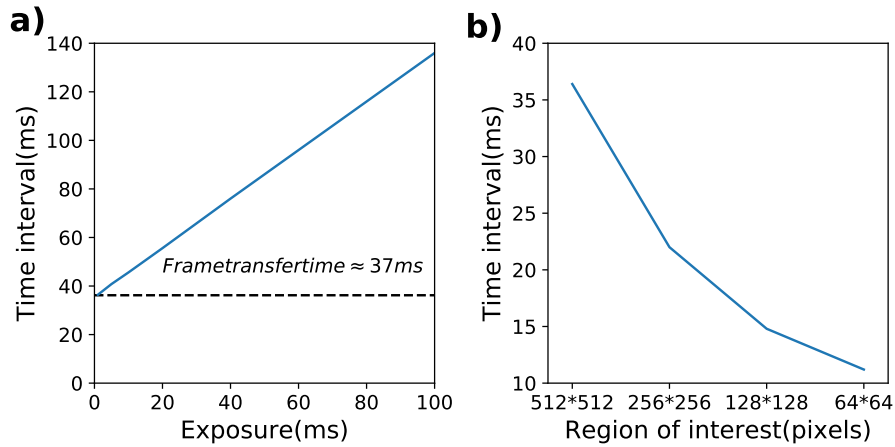 a)
140
120
100
80
60
40
20
0
Time interval(ms)
Frametransfertime ≈ 37ms
0 20 40 60 80 100
Exposure(ms)
b)
40
35
30
25
20
15
10
Time interval(ms)
512*512 256*256 128*128 64*64
Region of interest(pixels)